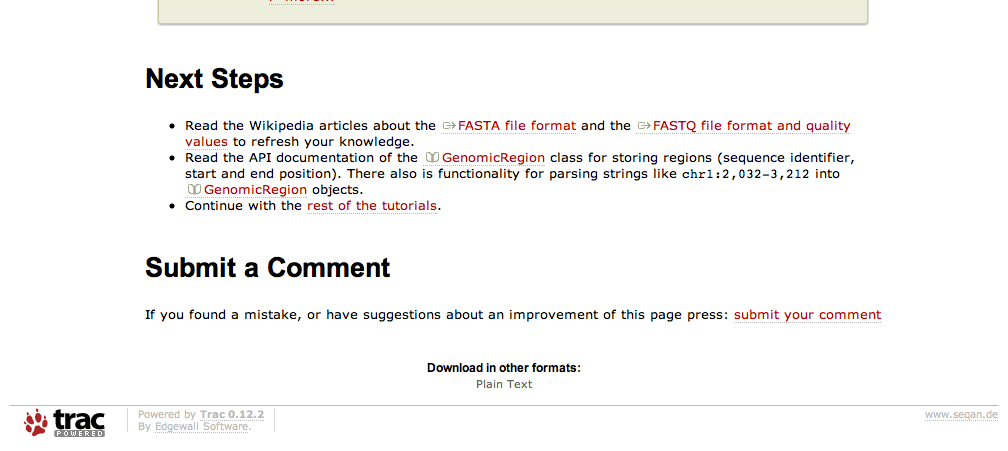 Next Steps
Read the Wikipedia articles about the FASTA file format and the FASTQ file format and quality
values to refresh your knowledge.
Read the API documentation of the GenomicRegion class for storing regions (sequence identifier,
start and end position). There also is functionality for parsing strings like chr1:2,032-3,212 into
GenomicRegion objects.
Continue with the rest of the tutorials.
Submit a Comment
If you found a mistake, or have suggestions about an improvement of this page press: submit your comment
Download in other formats:
Plain Text
trac
POWERED
Powered by Trac 0.12.2
By Edgewall Software.
www.seqan.de